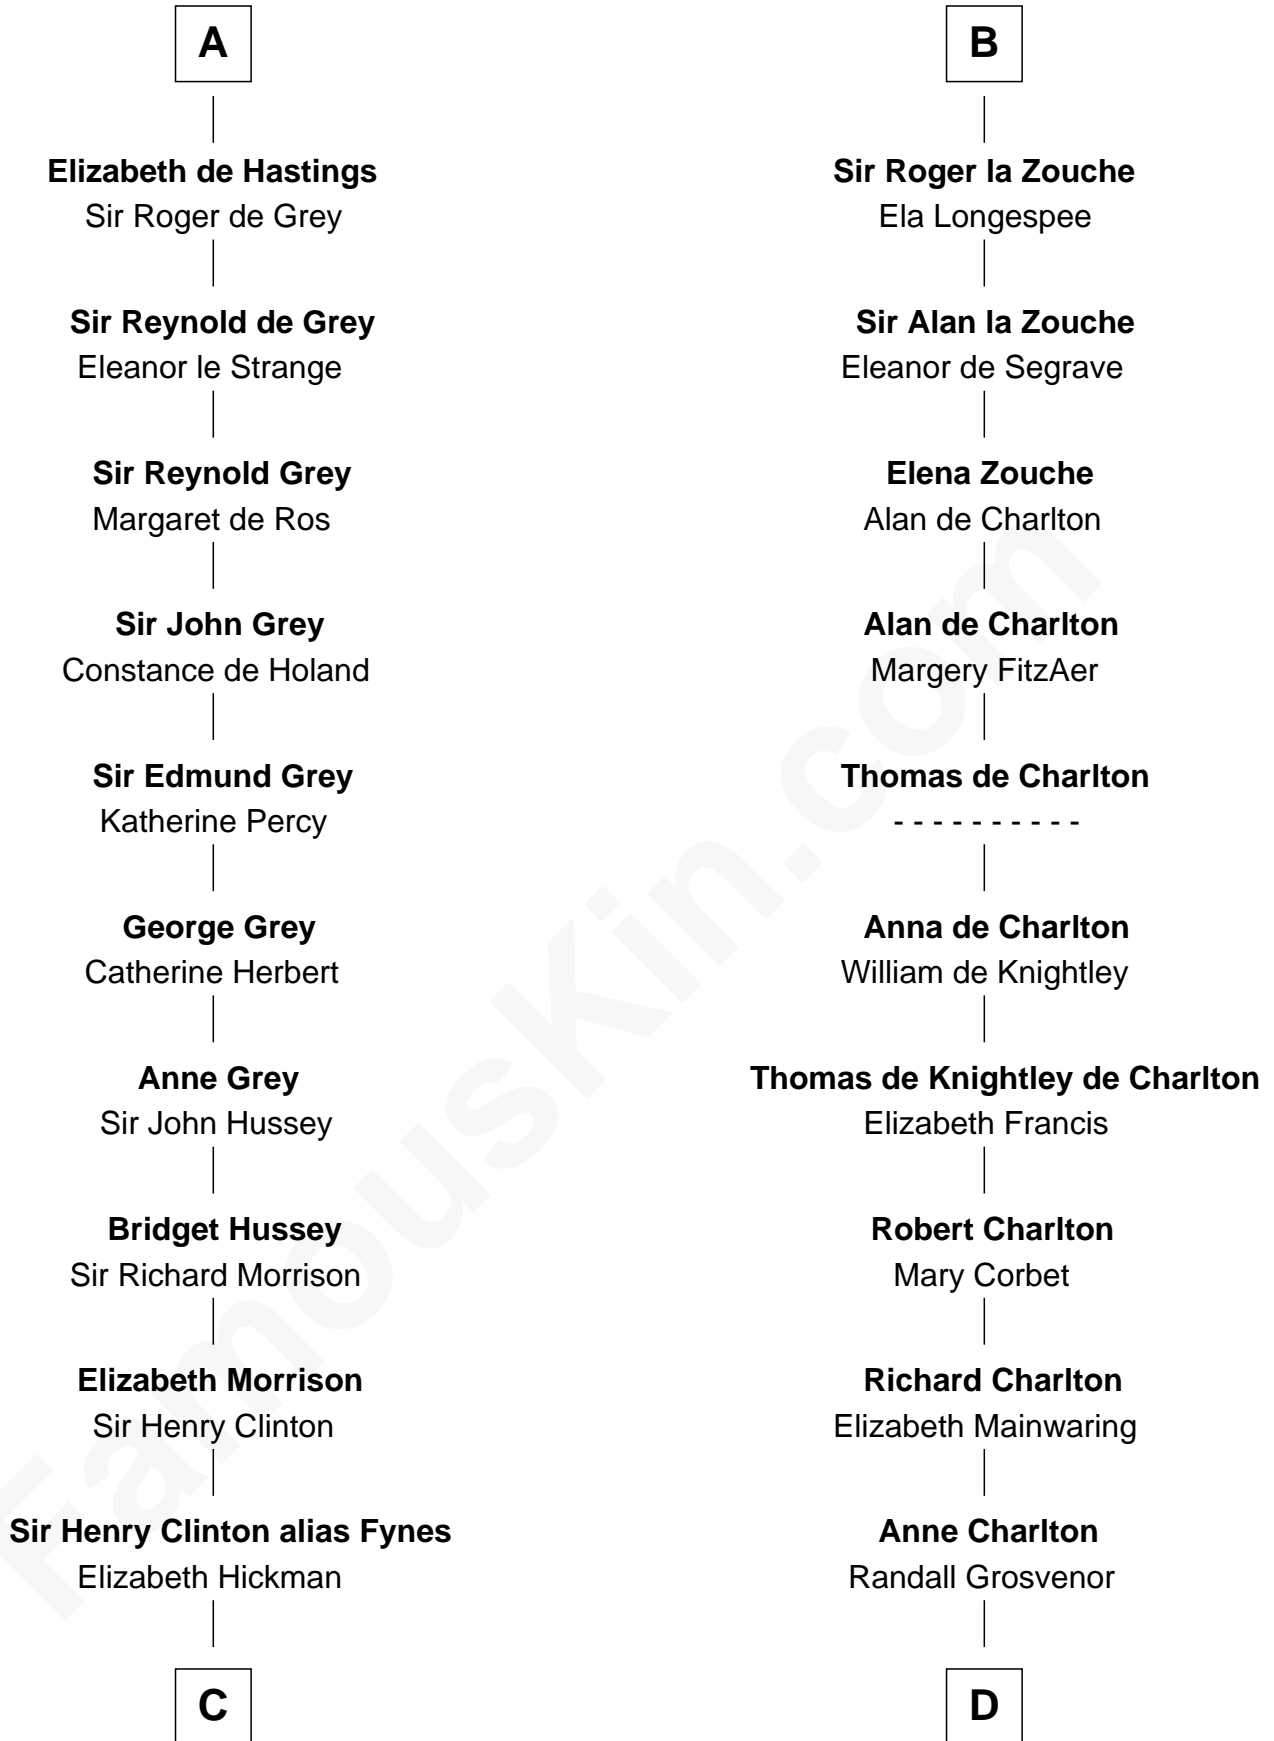 A
Elizabeth de Hastings
Sir Roger de Grey
Sir Reynold de Grey
Eleanor le Strange
Sir Reynold Grey
Margaret de Ros
Sir John Grey
Constance de Holand
Sir Edmund Grey
Katherine Percy
George Grey
Catherine Herbert
Anne Grey
Sir John Hussey
Bridget Hussey
Sir Richard Morrison
Elizabeth Morrison
Sir Henry Clinton
Sir Henry Clinton alias Fynes
Elizabeth Hickman
C
B
Sir Roger la Zouche
Ela Longespee
Sir Alan la Zouche
Eleanor de Segrave
Elena Zouche
Alan de Charlton
Alan de Charlton
Margery FitzAer
Thomas de Charlton
- - - - - - - - - -
Anna de Charlton
William de Knightley
Thomas de Knightley de Charlton
Elizabeth Francis
Robert Charlton
Mary Corbet
Richard Charlton
Elizabeth Mainwaring
Anne Charlton
Randall Grosvenor
D
FamousKin.com